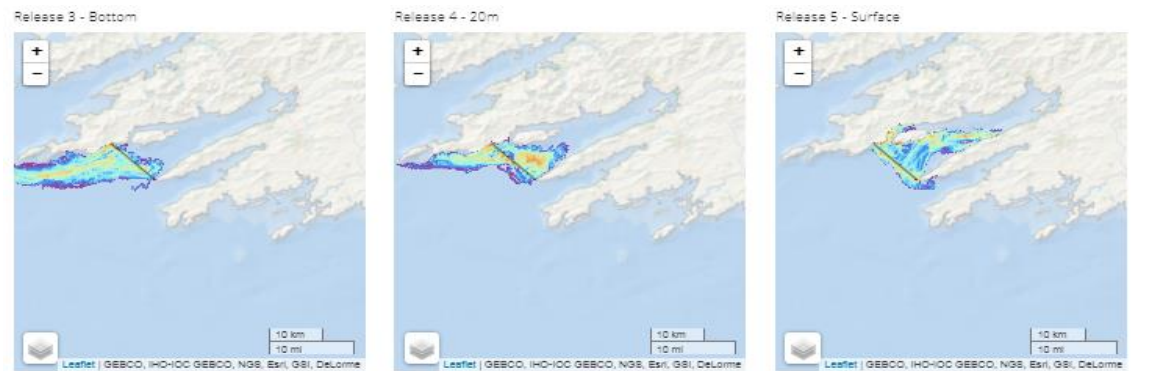 Release 3 - Bottom
Release 4 - 20m
Release 5 - Surface
+
−
+
−
+
−
10 km
10 mi
10 km
10 mi
10 km
10 mi
Leaflet | GEBCO, IHO-IOC GEBCO, NGS, Esri, GSI, DeLorme
Leaflet | GEBCO, IHO-IOC GEBCO, NGS, Esri, GSI, DeLorme
Leaflet | GEBCO, IHO-IOC GEBCO, NGS, Esri, GSI, DeLorme